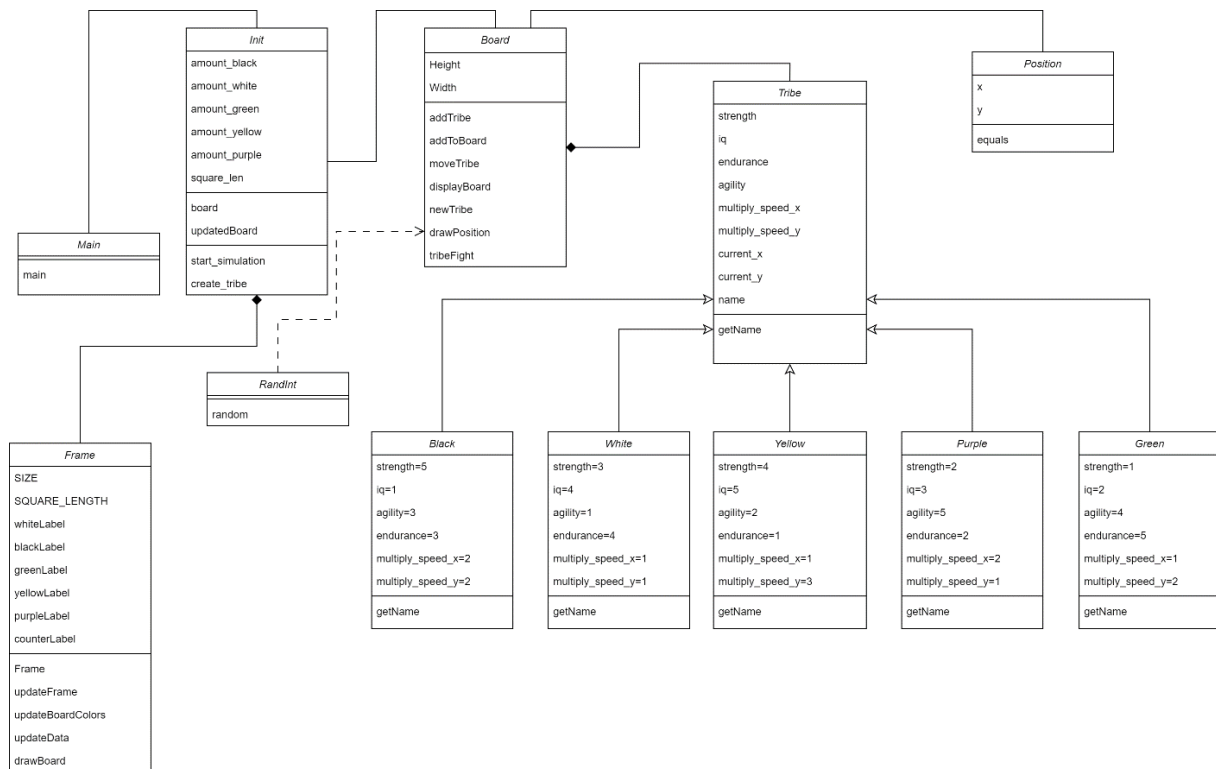 Init
amount_black
amount_white
amount_green
amount_yellow
amount_purple
square_len
board
updatedBoard
start_simulation
create_tribe
Board
Height
Width
addTribe
addToBoard
moveTribe
displayBoard
newTribe
drawPosition
tribeFight
Position
x
y
equals
Tribe
strength
iq
endurance
agility
multiply_speed_x
multiply_speed_y
current_x
current_y
name
getName
Main
main
RandInt
random
Frame
SIZE
SQUARE_LENGTH
whiteLabel
blackLabel
greenLabel
yellowLabel
purpleLabel
counterLabel
Frame
updateFrame
updateBoardColors
updateData
drawBoard
Black
strength=5
iq=1
agility=3
endurance=3
multiply_speed_x=2
multiply_speed_y=2
getName
White
strength=3
iq=4
agility=1
endurance=4
multiply_speed_x=1
multiply_speed_y=1
getName
Yellow
strength=4
iq=5
agility=2
endurance=1
multiply_speed_x=1
multiply_speed_y=3
getName
Purple
strength=2
iq=3
agility=5
endurance=2
multiply_speed_x=2
multiply_speed_y=1
getName
Green
strength=1
iq=2
agility=4
endurance=5
multiply_speed_x=1
multiply_speed_y=2
getName